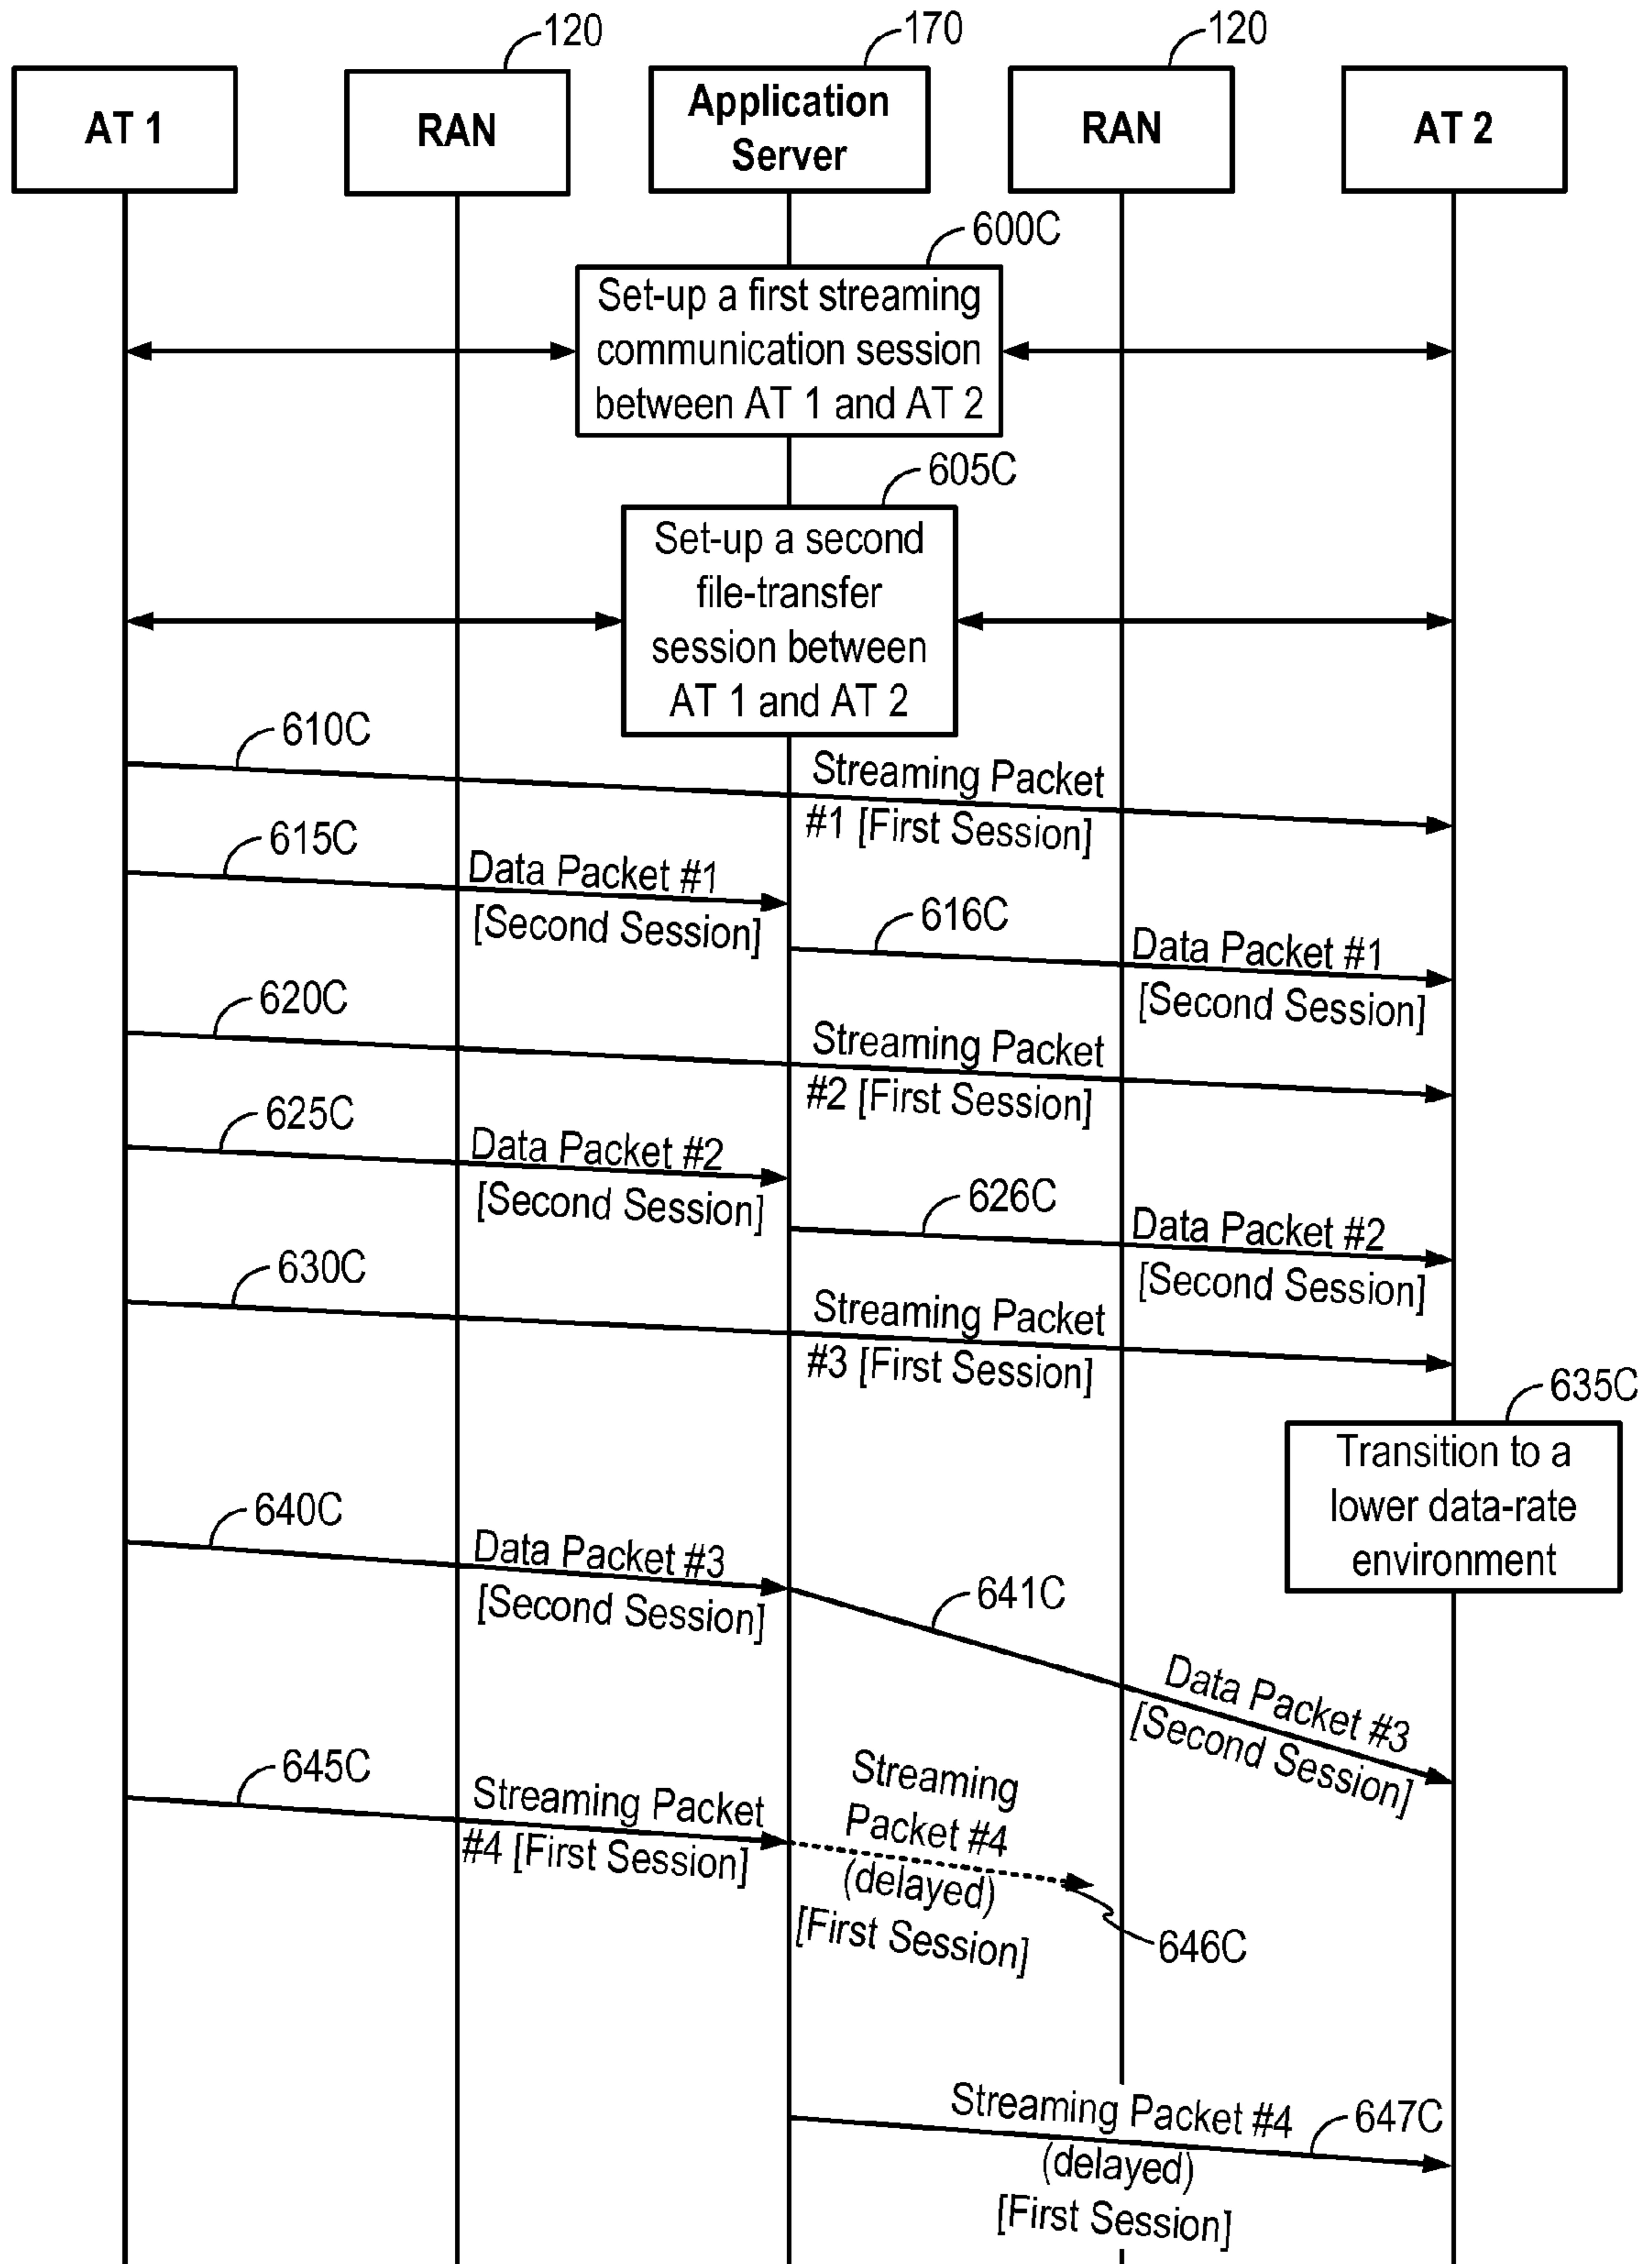 120
170
120
AT 1
RAN
Application
Server
RAN
AT 2
600C
Set-up a first streaming
communication session
between AT 1 and AT 2
605C
Set-up a second
file-transfer
session between
AT 1 and AT 2
610C
Streaming Packet
#1 [First Session]
615C
Data Packet #1
[Second Session]
616C
Data Packet #1
[Second Session]
620C
Streaming Packet
#2 [First Session]
625C
Data Packet #2
[Second Session]
626C
Data Packet #2
[Second Session]
630C
Streaming Packet
#3 [First Session]
635C
Transition to a
lower data-rate
environment
640C
Data Packet #3
[Second Session]
641C
Data Packet #3
[Second Session]
645C
Streaming Packet
#4 [First Session]
Streaming
Packet #4
(delayed)
[First Session]
646C
Streaming Packet #4
(delayed)
[First Session]
647C